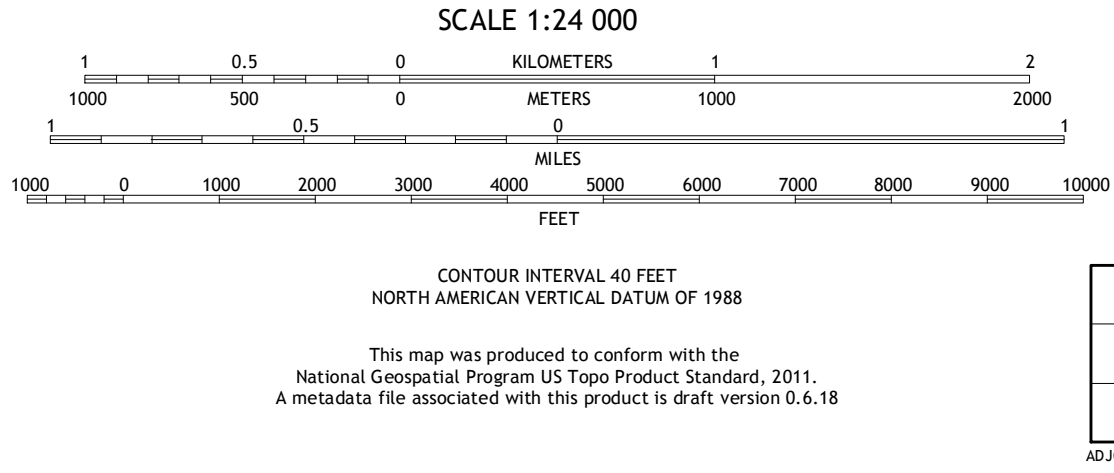 SCALE 1:24 000
1 0.5 0 KILOMETERS 1 2
1000 500 0 METERS 1000 2000
1 0.5 0 1
MILES
1000 0 1000 2000 3000 4000 5000 6000 7000 8000 9000 10000
FEET
CONTOUR INTERVAL 40 FEET
NORTH AMERICAN VERTICAL DATUM OF 1988
This map was produced to conform with the
National Geospatial Program US Topo Product Standard, 2011.
A metadata file associated with this product is draft version 0.6.18